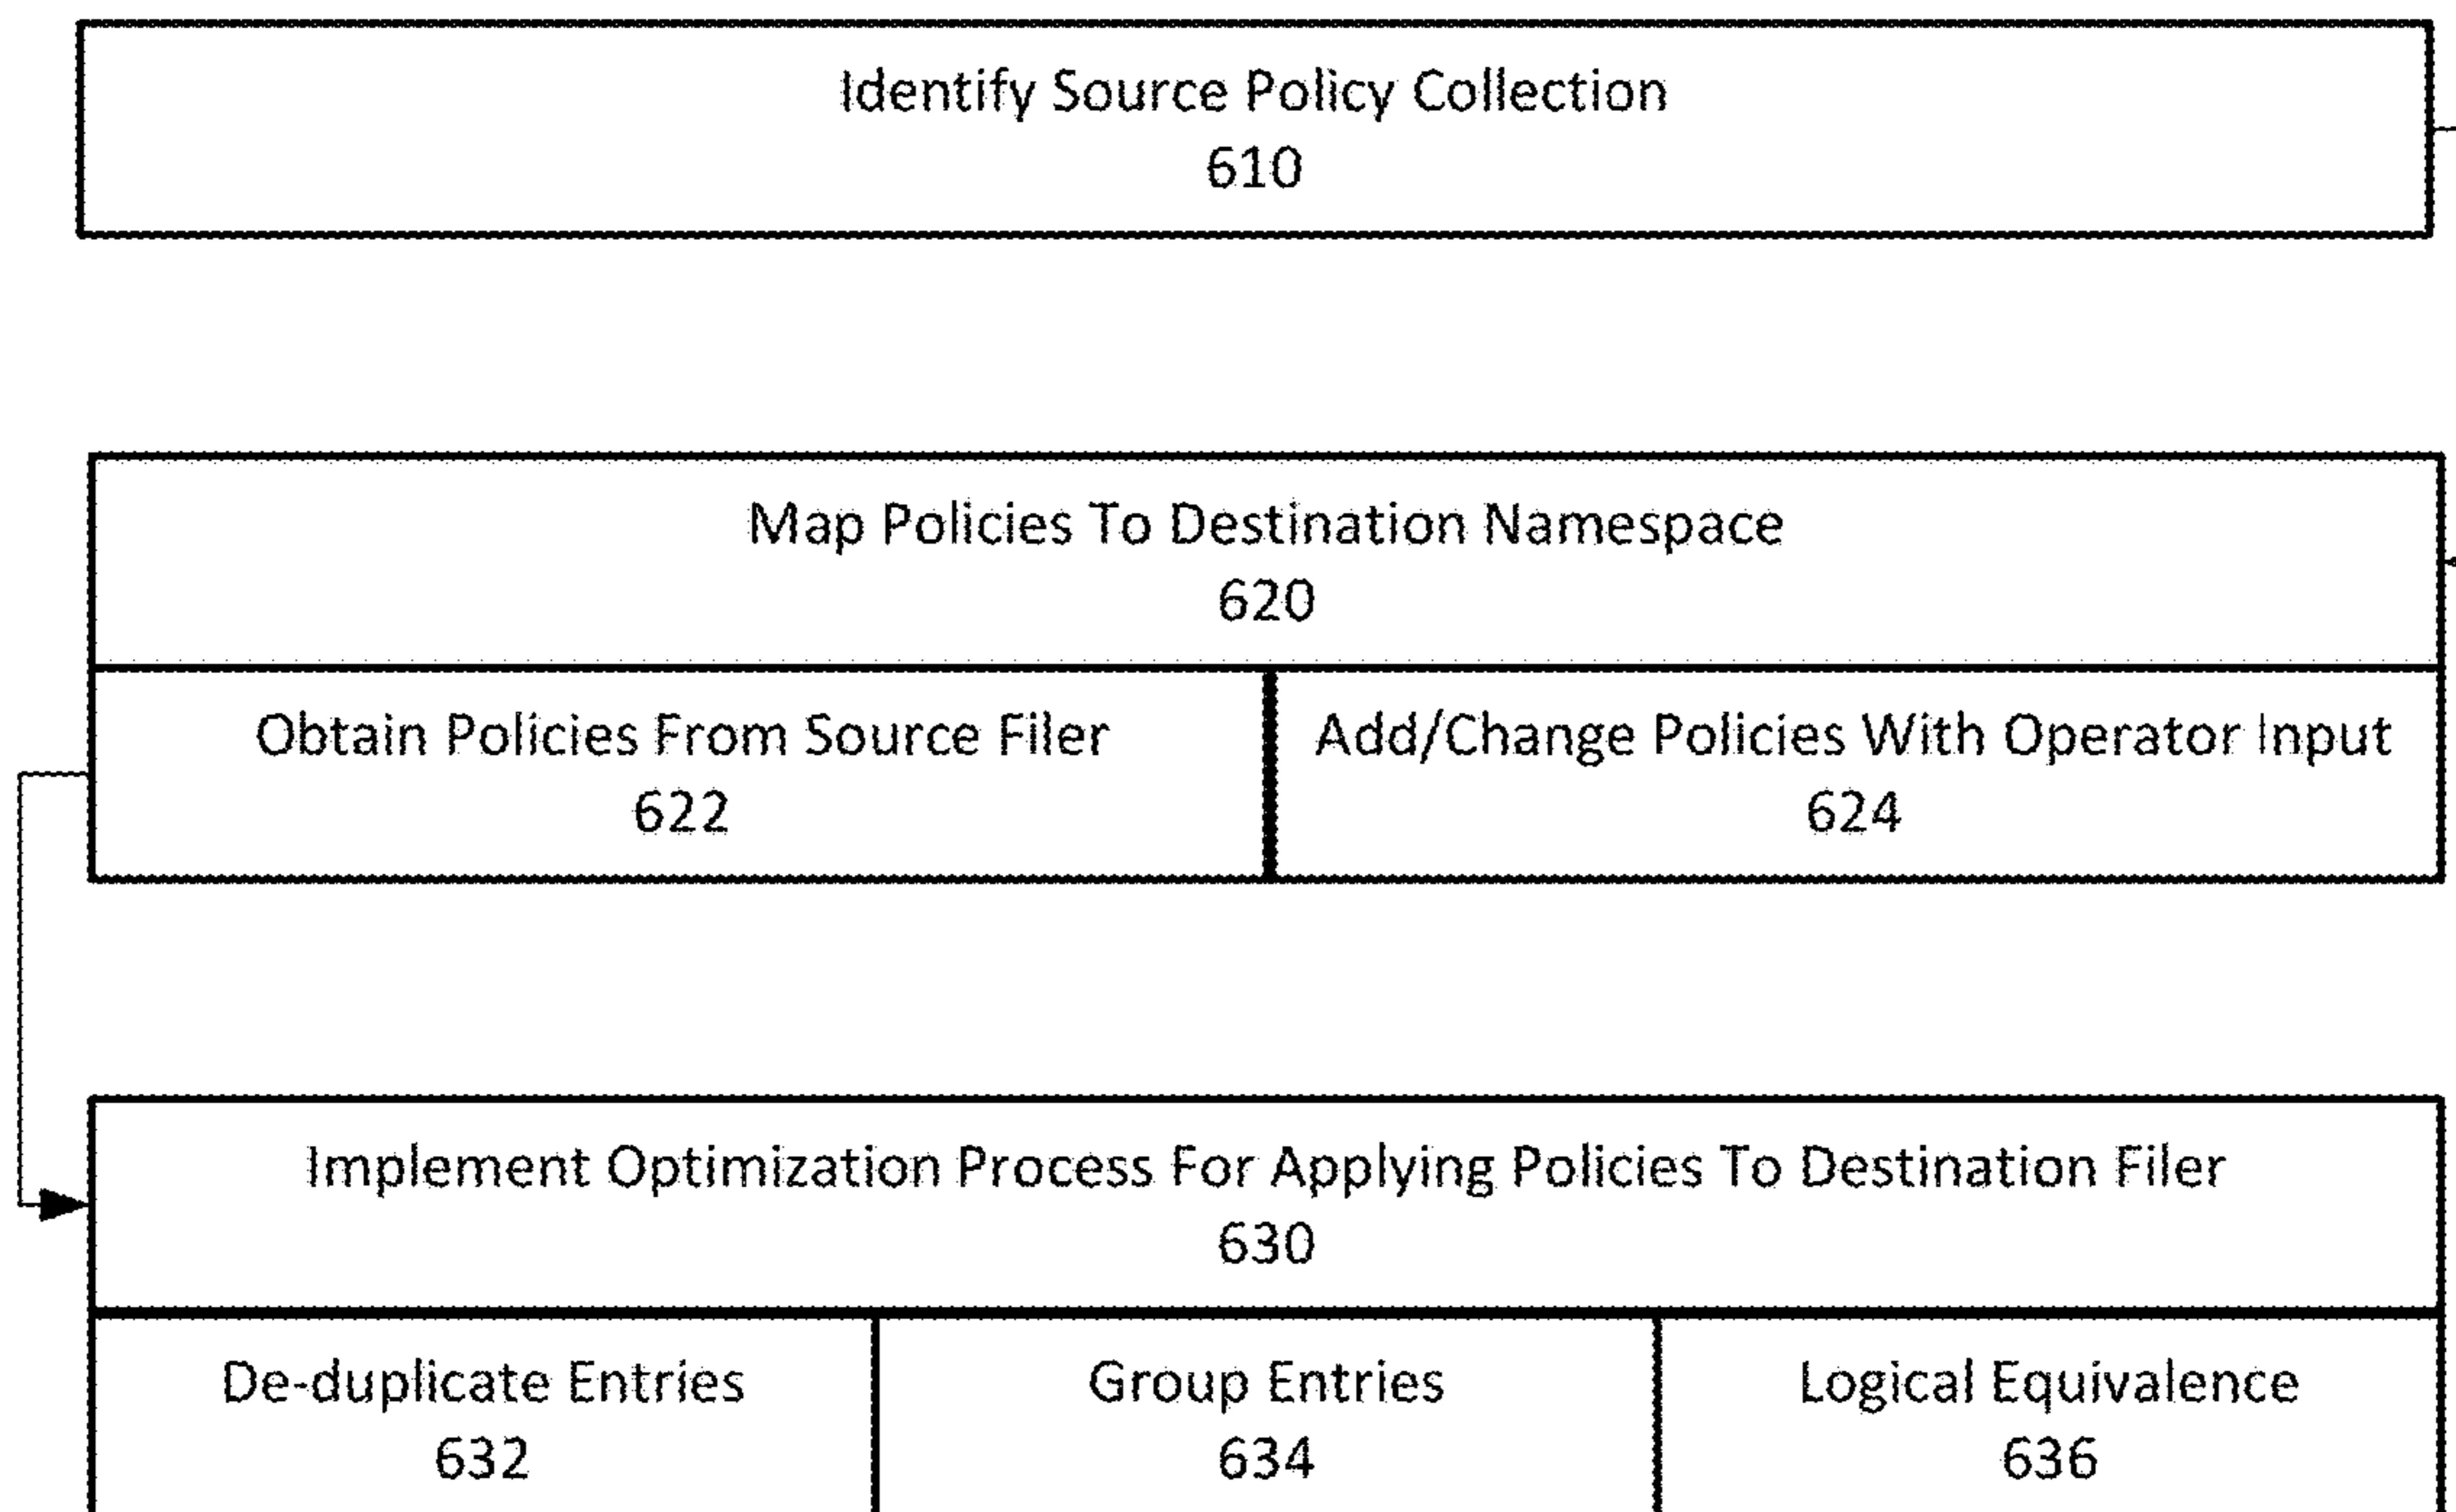 Identify Source Policy Collection
610
Map Policies To Destination Namespace
620
Obtain Policies From Source Filer
622
Add/Change Policies With Operator Input
624
Implement Optimization Process For Applying Policies To Destination Filer
630
De-duplicate Entries
632
Group Entries
634
Logical Equivalence
636